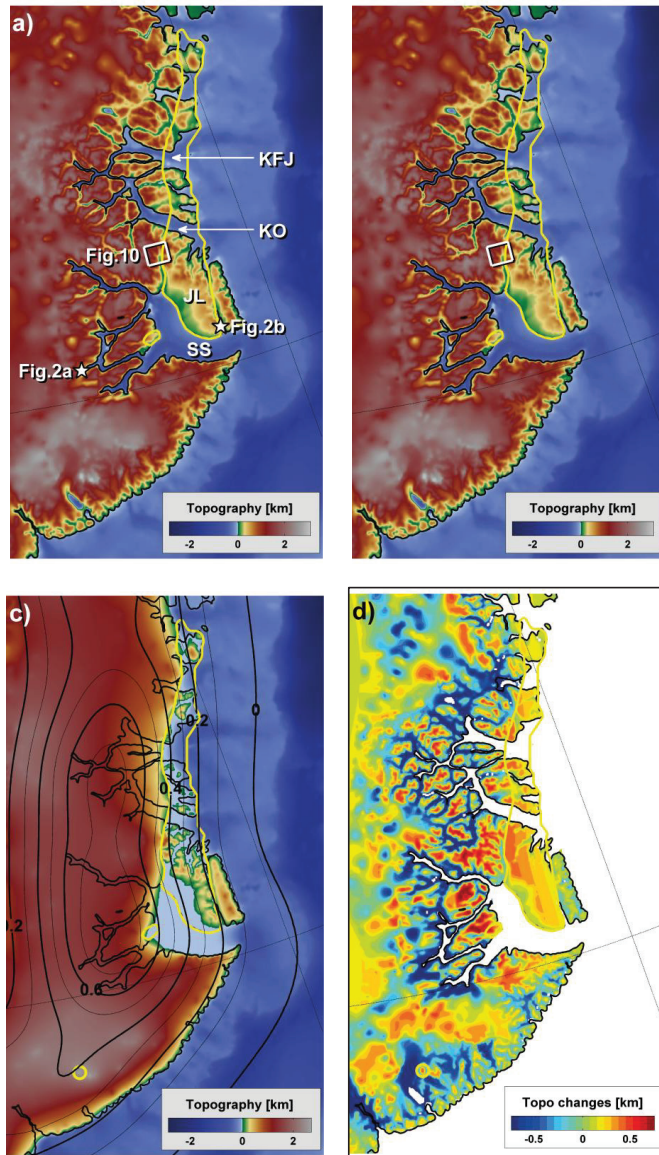 a)
KFJ
KO
Fig.10
JL
Fig.2b
SS
Fig.2a
Topography [km]
-2 0 2
Topography [km]
-2 0 2
c)
0.2
0
0.4
0.6
Topography [km]
-2 0 2
d)
Topo changes [km]
-0.5 0 0.5